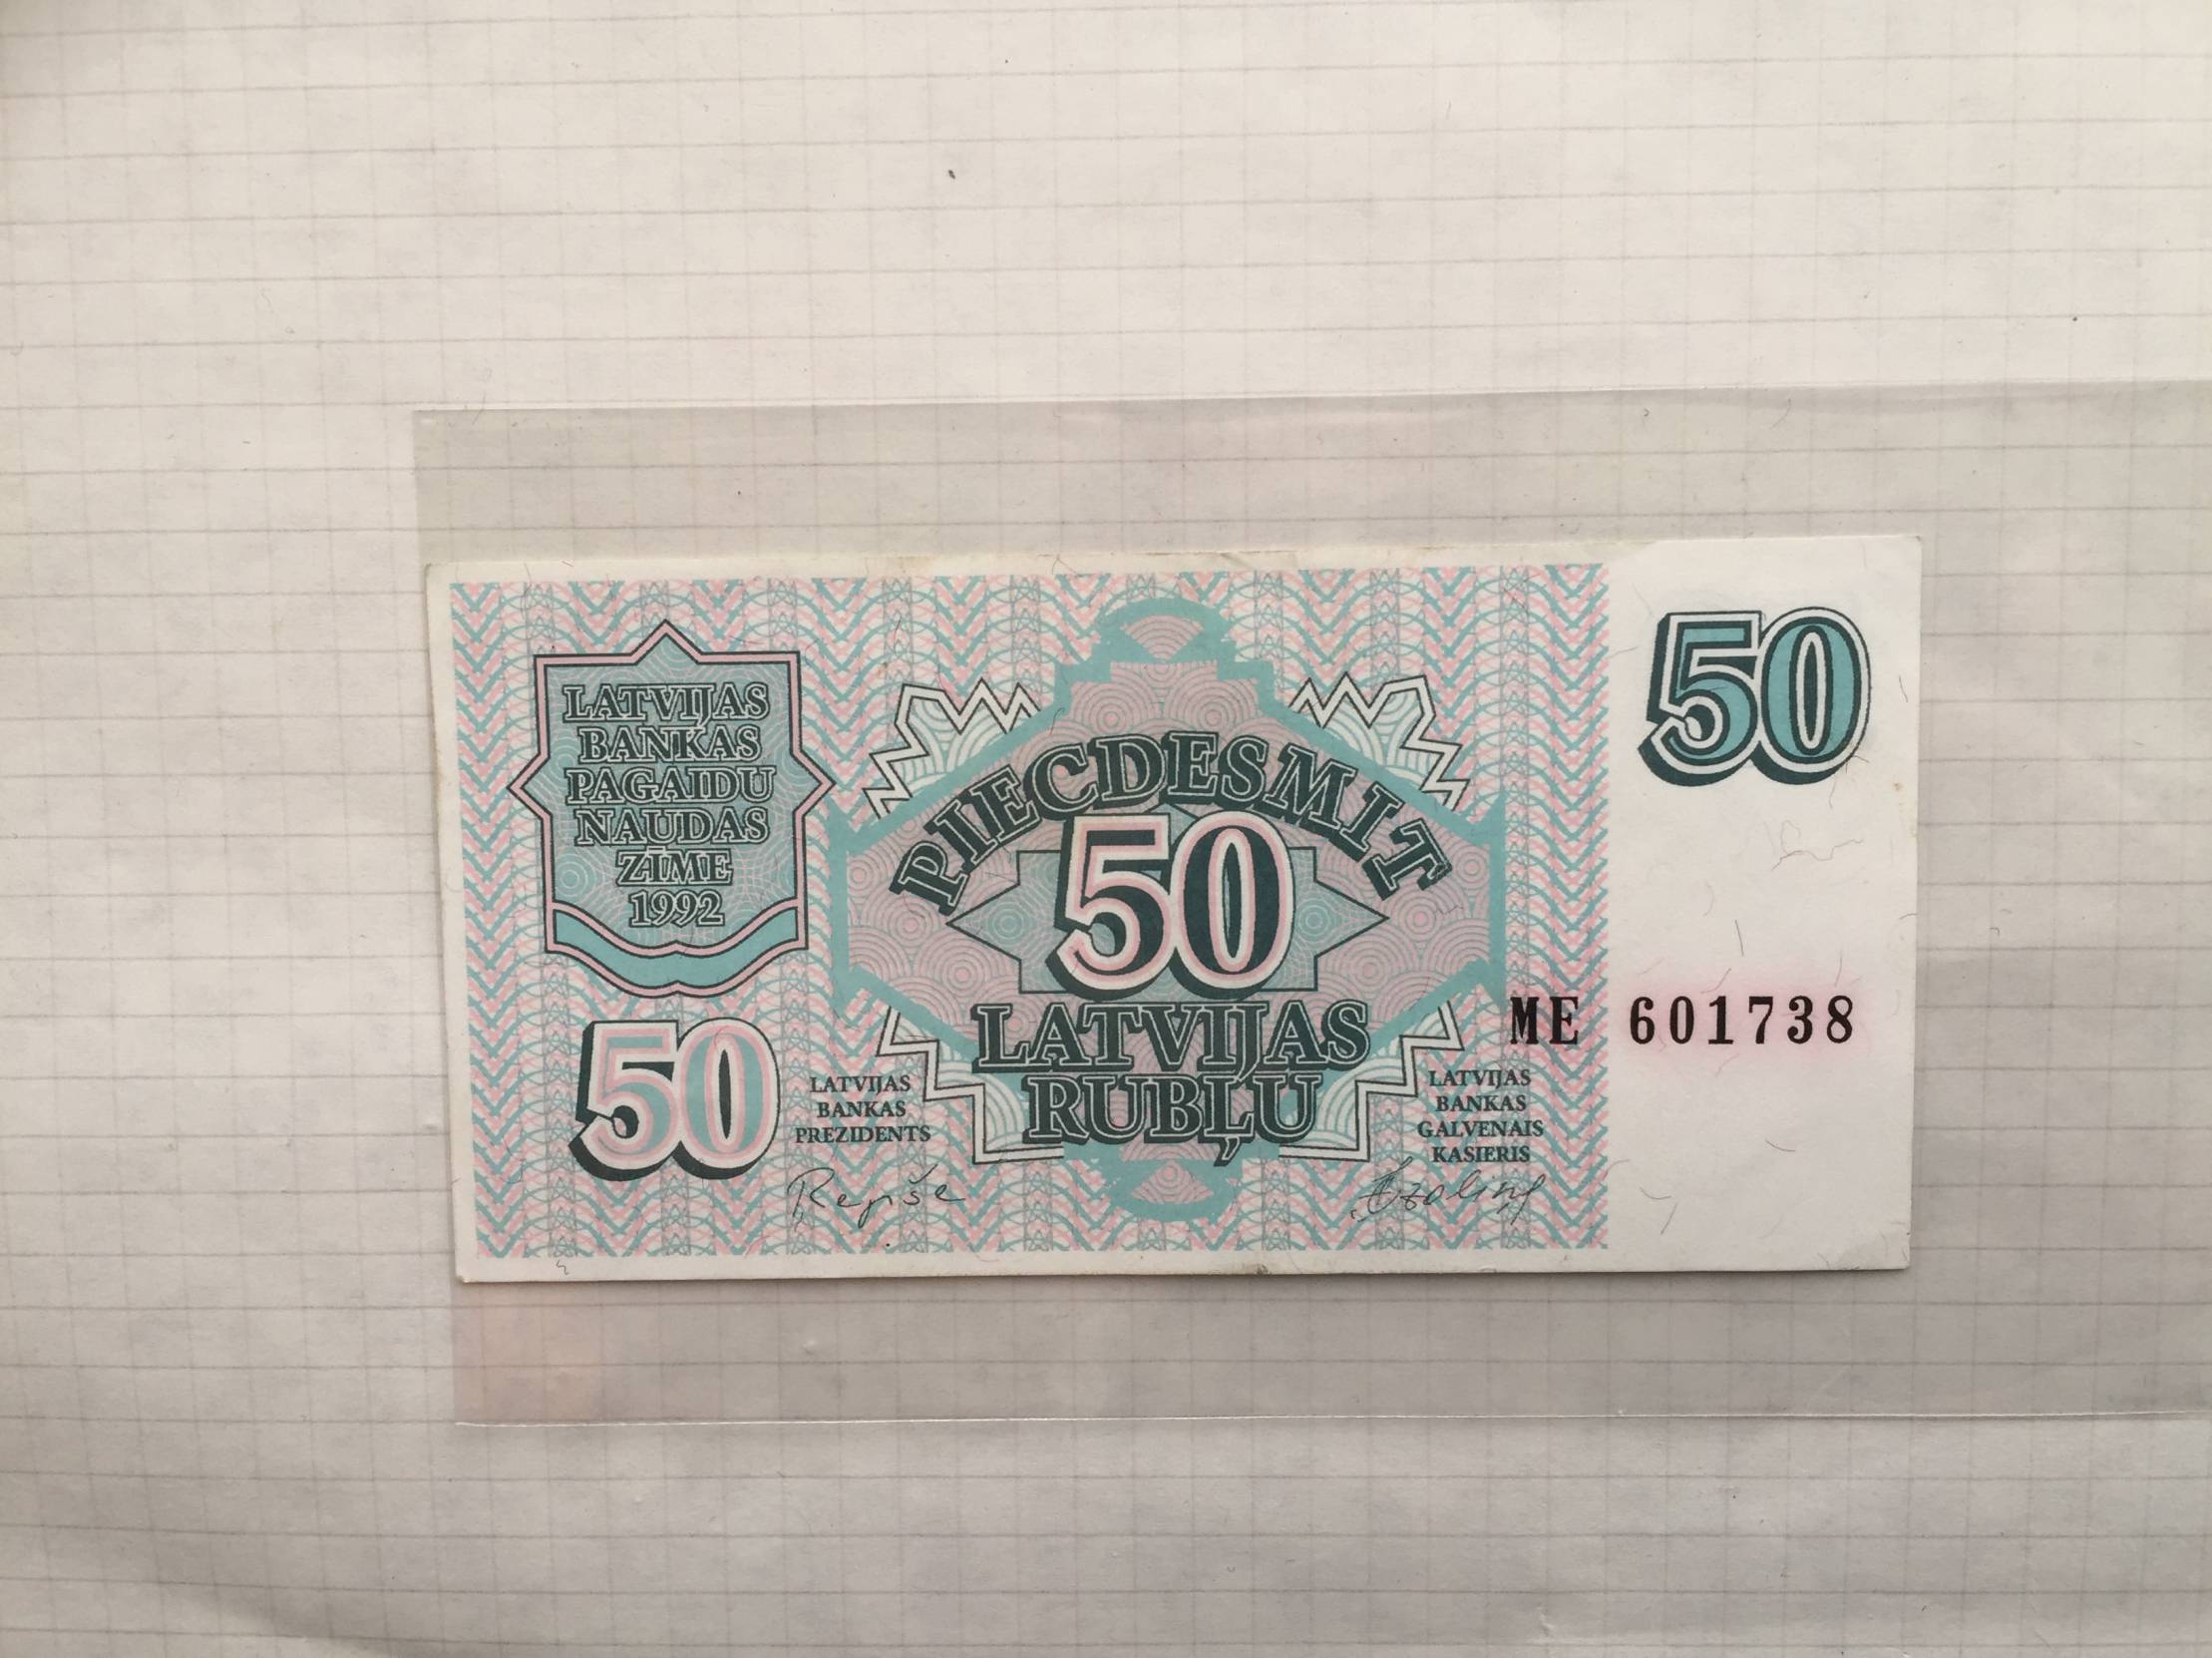 LATVIJAS
BANKAS
PAGAIDU
NAUDAS
ZĪME
1992
50
PIECDESMIT
50
LATVIJAS
RUBĻU
50
LATVIJAS
BANKAS
PREZIDENTS
Repše
LATVIJAS
BANKAS
GALVENAIS
KASIERIS
ME 601738